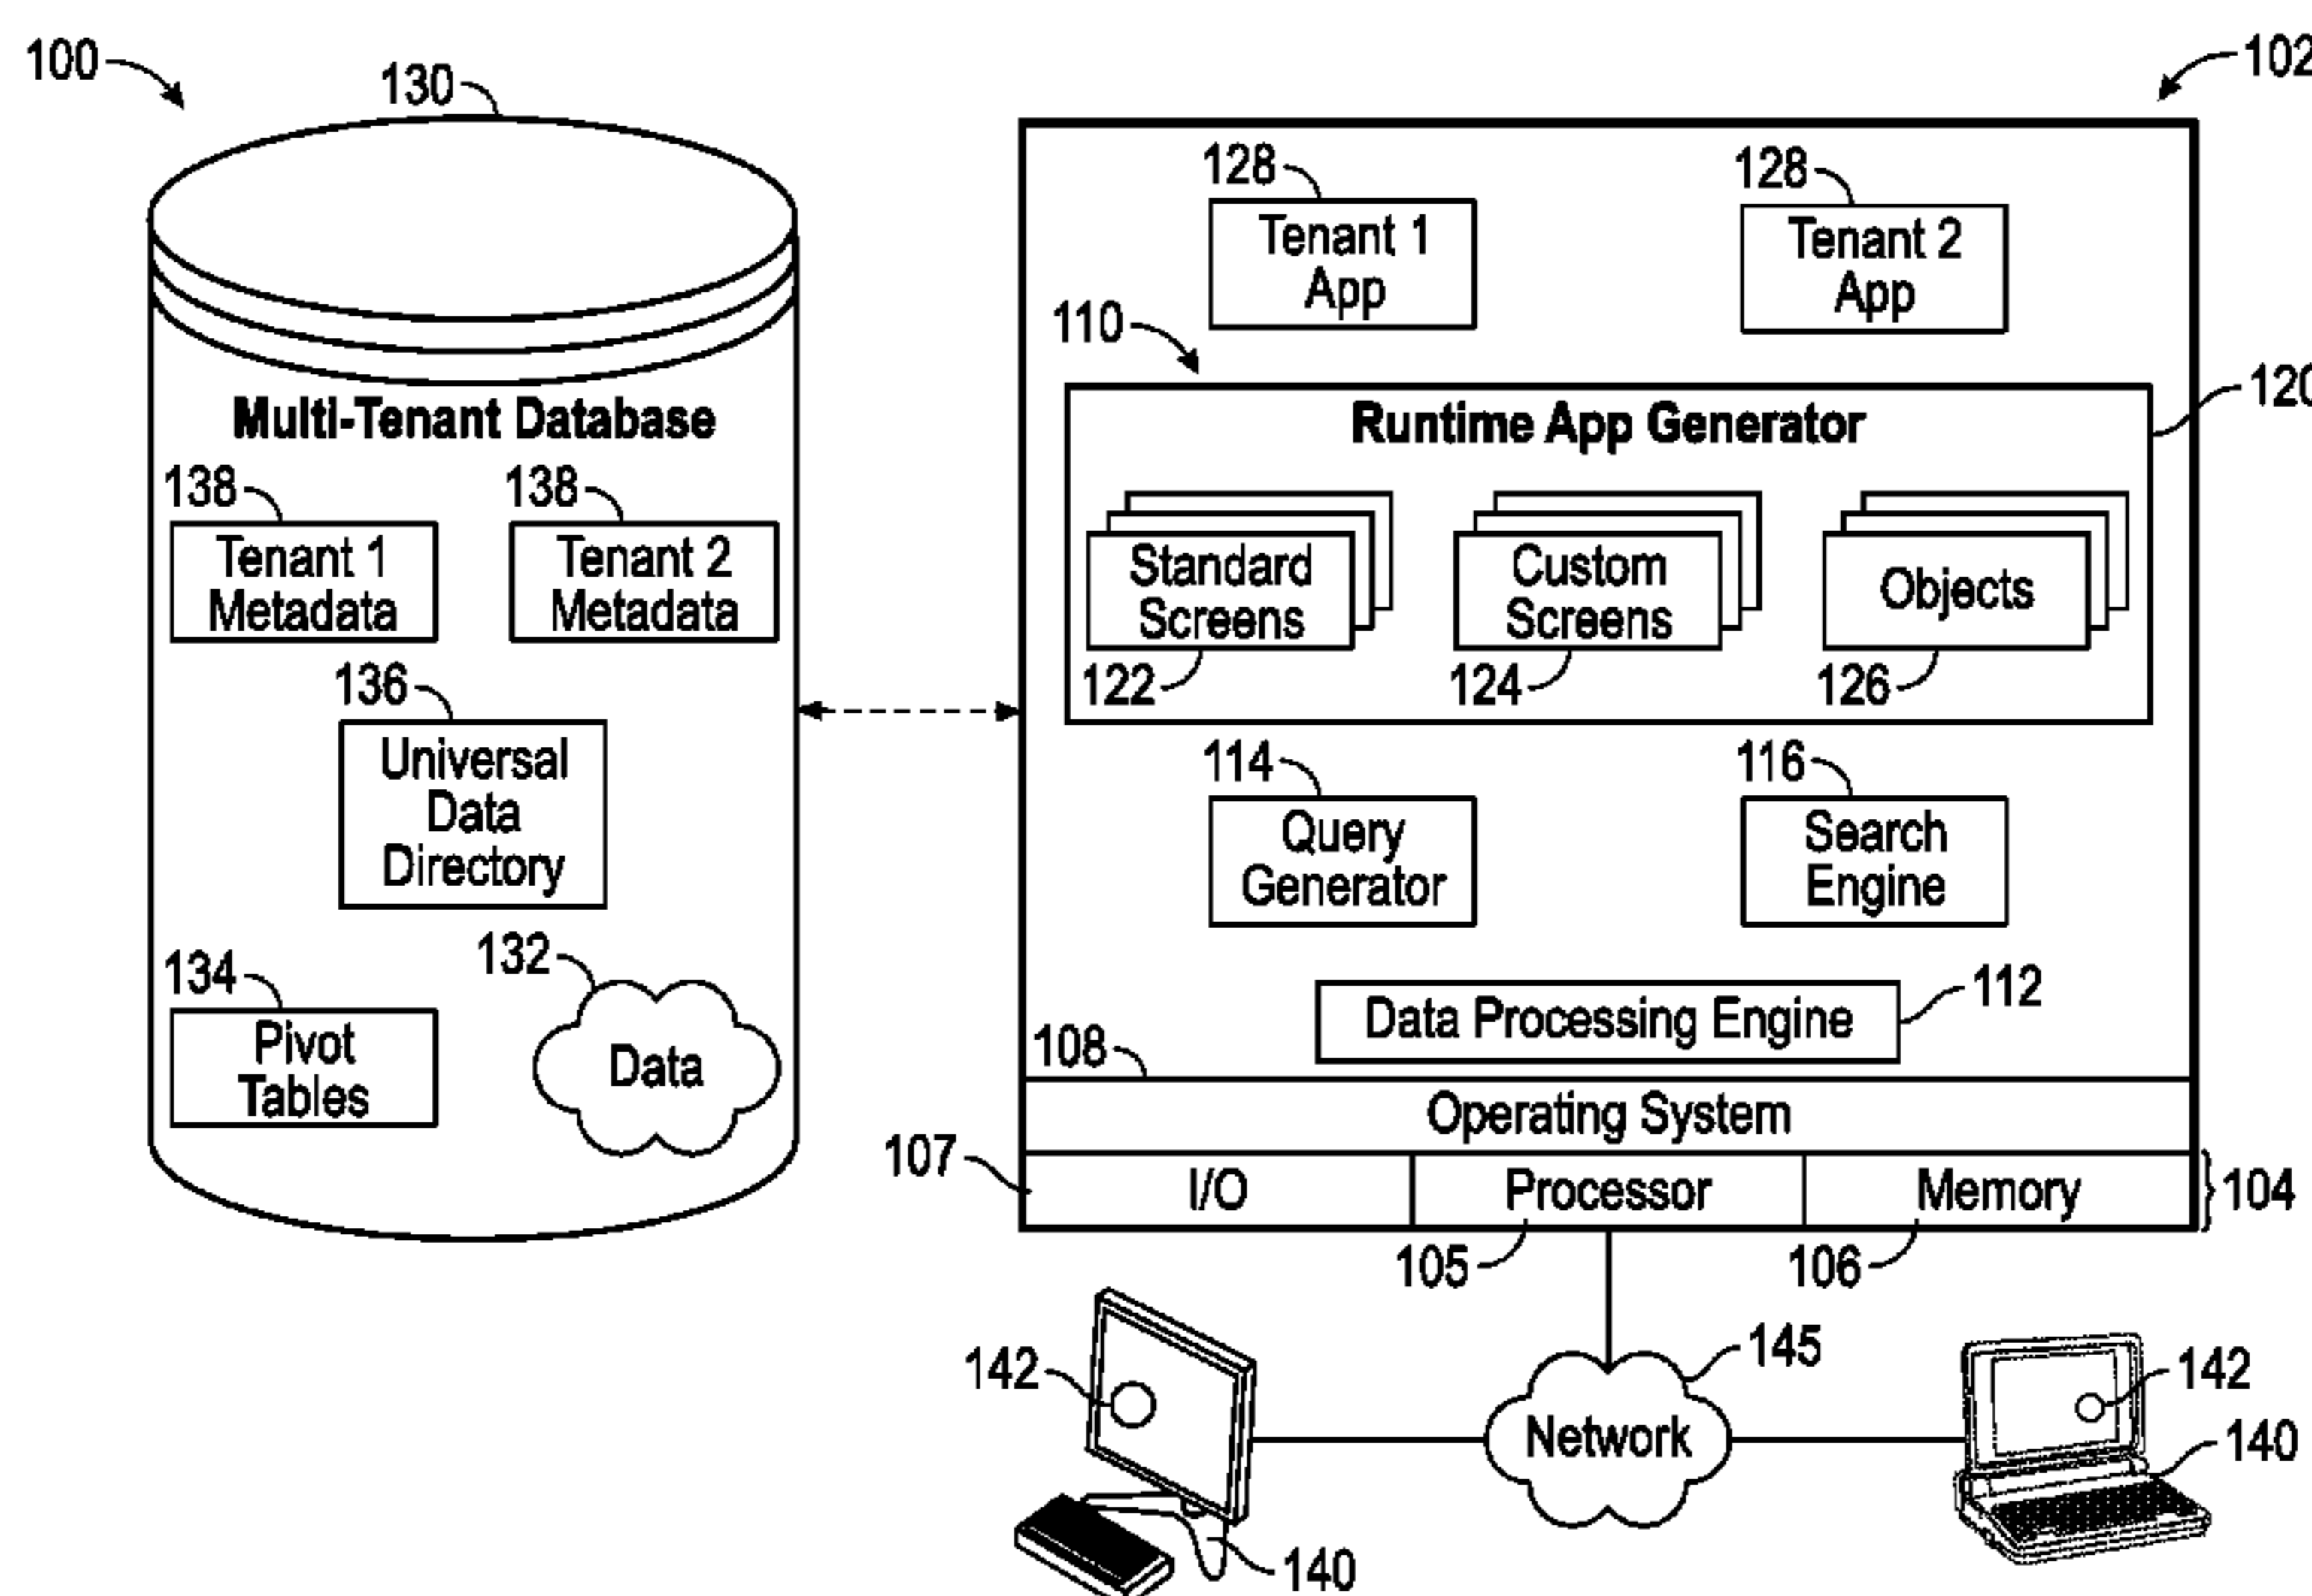 100
130
102
128
Tenant 1
App
128
Tenant 2
App
110
120
Multi-Tenant Database
Runtime App Generator
138
Tenant 1
Metadata
138
Tenant 2
Metadata
Standard
Screens
122
Custom
Screens
124
Objects
126
136
Universal
Data
Directory
114
Query
Generator
116
Search
Engine
134
Pivot
Tables
132
Data
Data Processing Engine
112
108
Operating System
107
I/O
Processor
Memory
104
105
106
142
145
Network
142
140
140